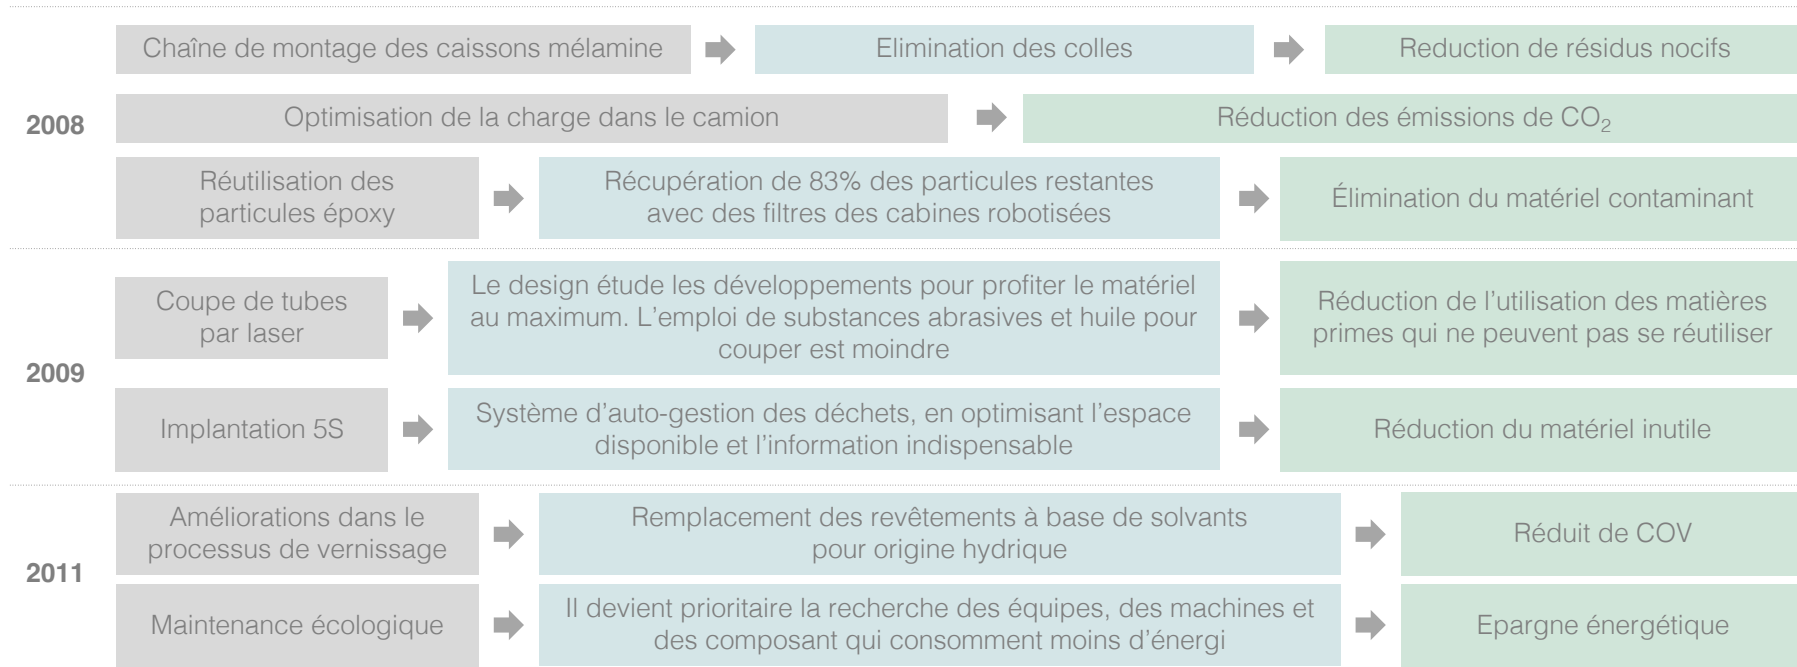 Chaîne de montage des caissons mélamine
Elimination des colles
Reduction de résidus nocifs
2008
Optimisation de la charge dans le camion
Réduction des émissions de CO₂
Réutilisation des
particules époxy
Récupération de 83% des particules restantes
avec des filtres des cabines robotisées
Élimination du matériel contaminant
2009
Coupe de tubes
par laser
Le design étude les développements pour profiter le matériel
au maximum. L’emploi de substances abrasives et huile pour
couper est moindre
Réduction de l’utilisation des matières
primes qui ne peuvent pas se réutiliser
Implantation 5S
Système d’auto-gestion des déchets, en optimisant l’espace
disponible et l’information indispensable
Réduction du matériel inutile
2011
Améliorations dans le
processus de vernissage
Remplacement des revêtements à base de solvants
pour origine hydrique
Réduit de COV
Maintenance écologique
Il devient prioritaire la recherche des équipes, des machines et
des composant qui consomment moins d’énergi
Epargne énergétique